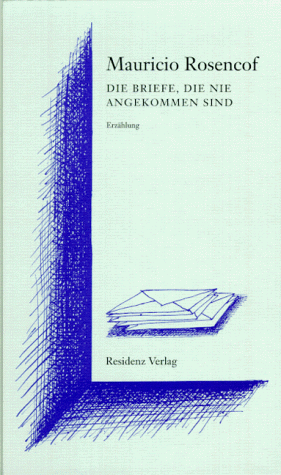 Mauricio Rosencof
DIE BRIEFE, DIE NIE
ANGEKOMMEN SIND
Erzählung
Residenz Verlag